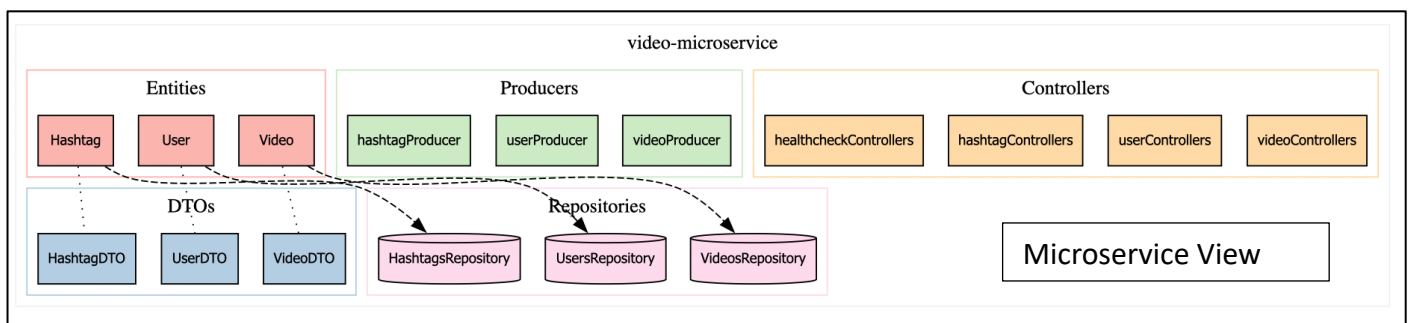 video-microservice
Entities
Producers
Controllers
Hashtag
User
Video
hashtagProducer
userProducer
videoProducer
healthcheckControllers
hashtagControllers
userControllers
videoControllers
DTOs
Repositories
HashtagDTO
UserDTO
VideoDTO
HashtagsRepository
UsersRepository
VideosRepository
Microservice View